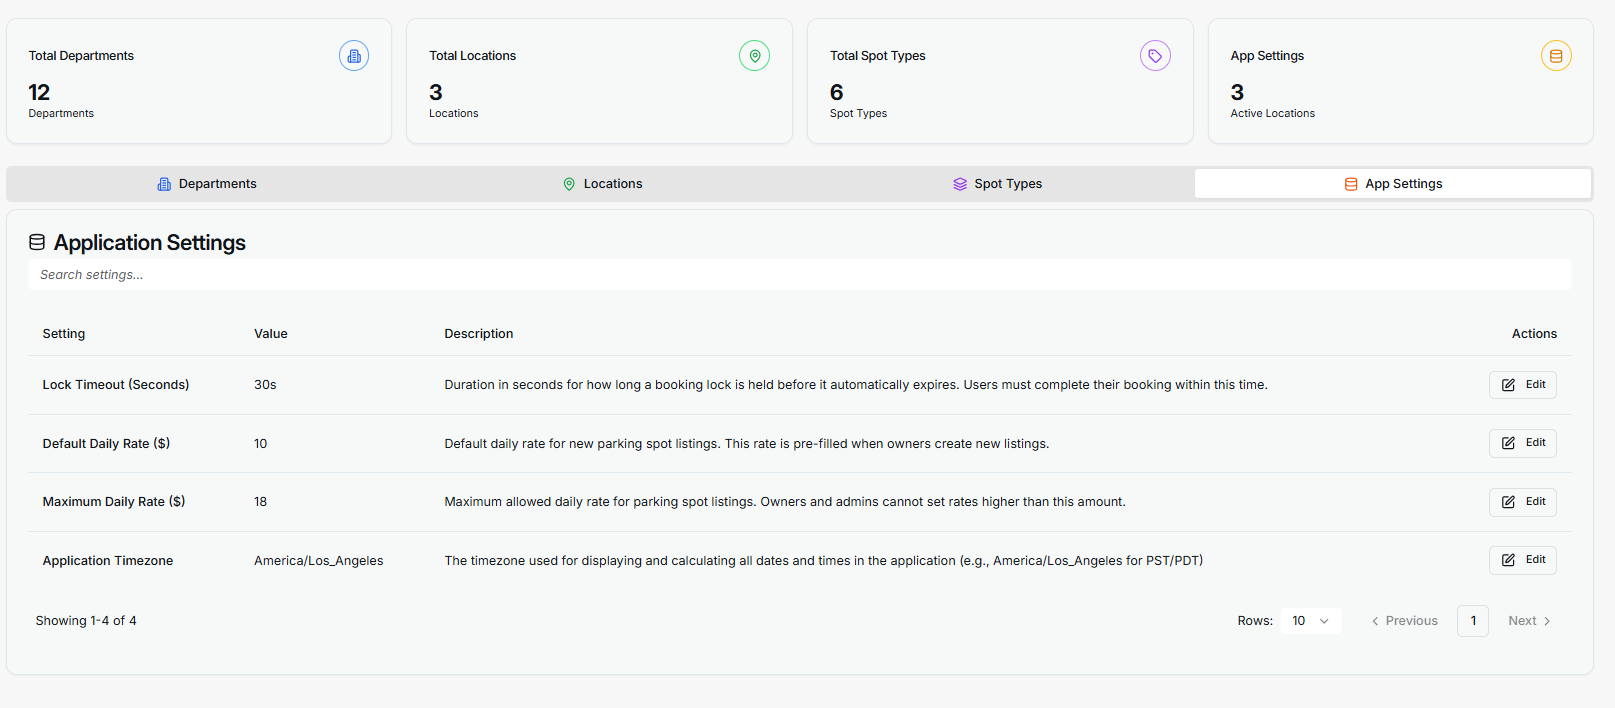 Total Departments
12
Departments
Total Locations
3
Locations
Total Spot Types
6
Spot Types
App Settings
3
Active Locations
Departments Locations Spot Types App Settings
Application Settings
Search settings...
Setting Value Description Actions
Lock Timeout (Seconds) 30s Duration in seconds for how long a booking lock is held before it automatically expires. Users must complete their booking within this time. Edit
Default Daily Rate ($) 10 Default daily rate for new parking spot listings. This rate is pre-filled when owners create new listings. Edit
Maximum Daily Rate ($) 18 Maximum allowed daily rate for parking spot listings. Owners and admins cannot set rates higher than this amount. Edit
Application Timezone America/Los_Angeles The timezone used for displaying and calculating all dates and times in the application (e.g., America/Los_Angeles for PST/PDT) Edit
Showing 1-4 of 4 Rows: 10 Previous 1 Next